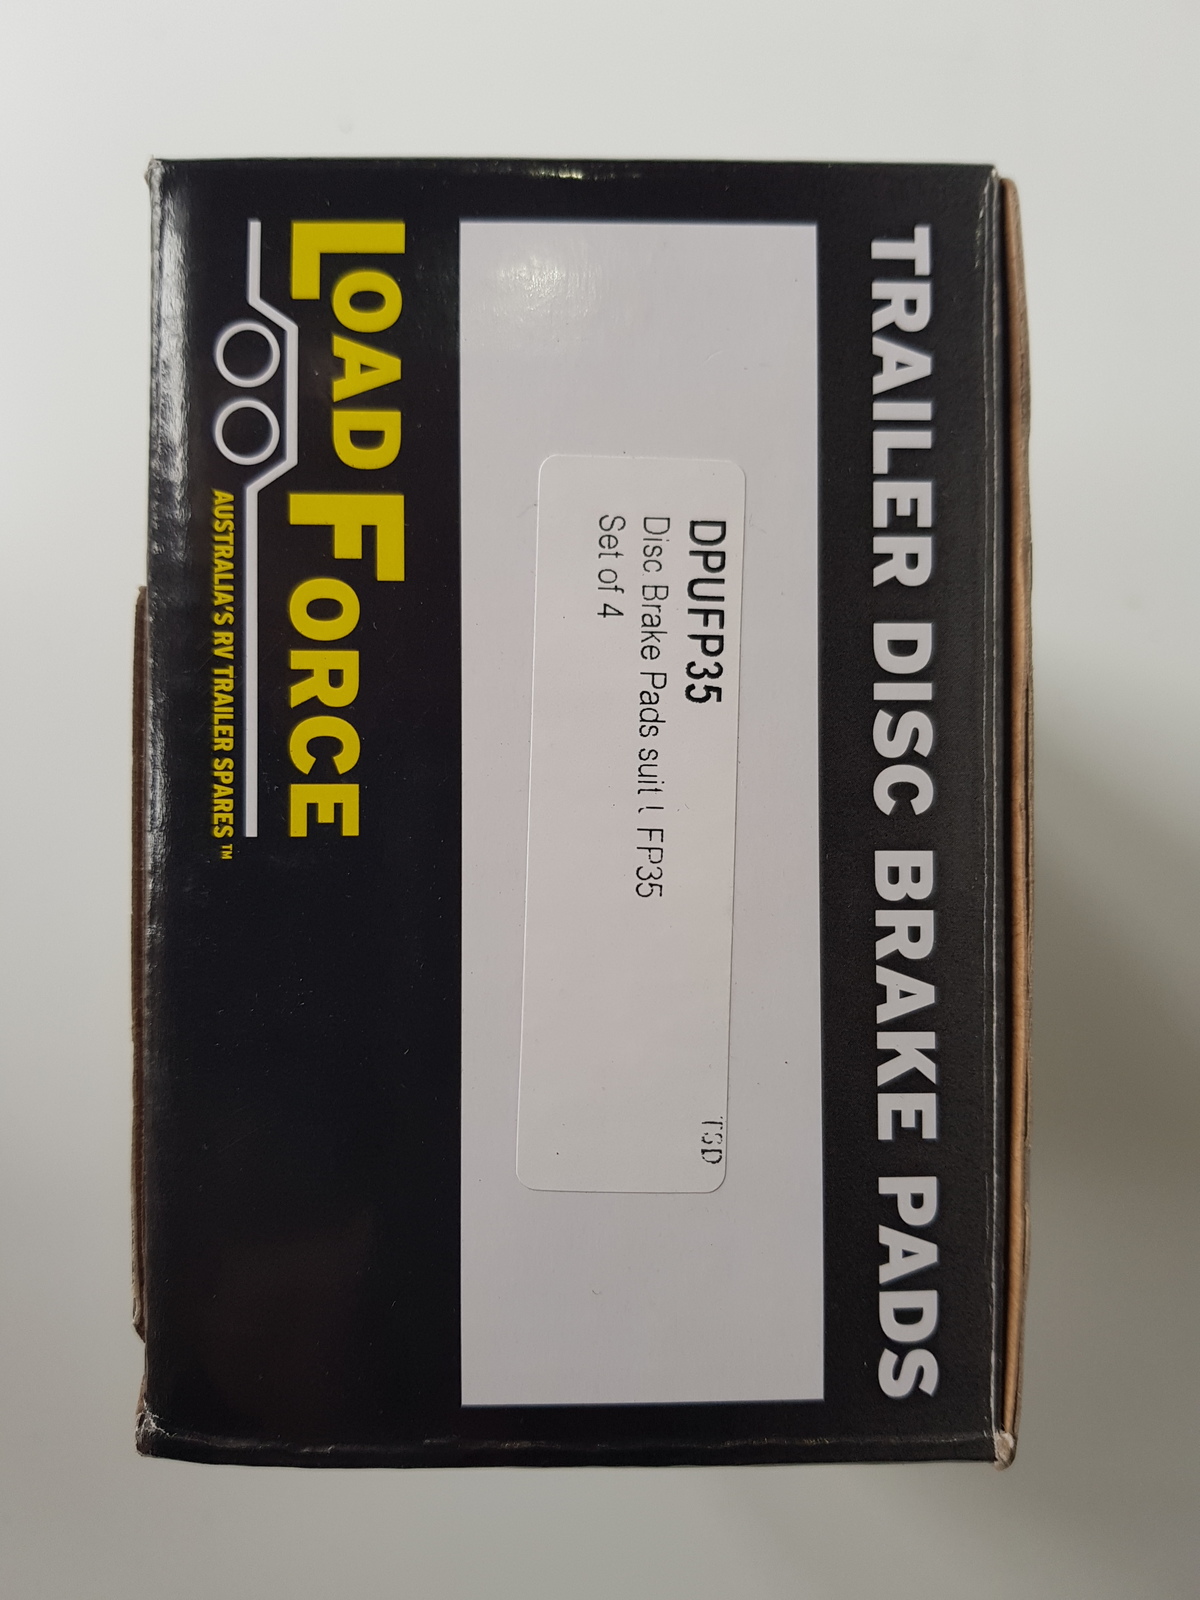 TRAILER DISC BRAKE PADS
TSD
DPUFP35
Disc Brake Pads suit UFP35
Set of 4
LOAD FORCE
AUSTRALIA'S RV TRAILER SPARES™